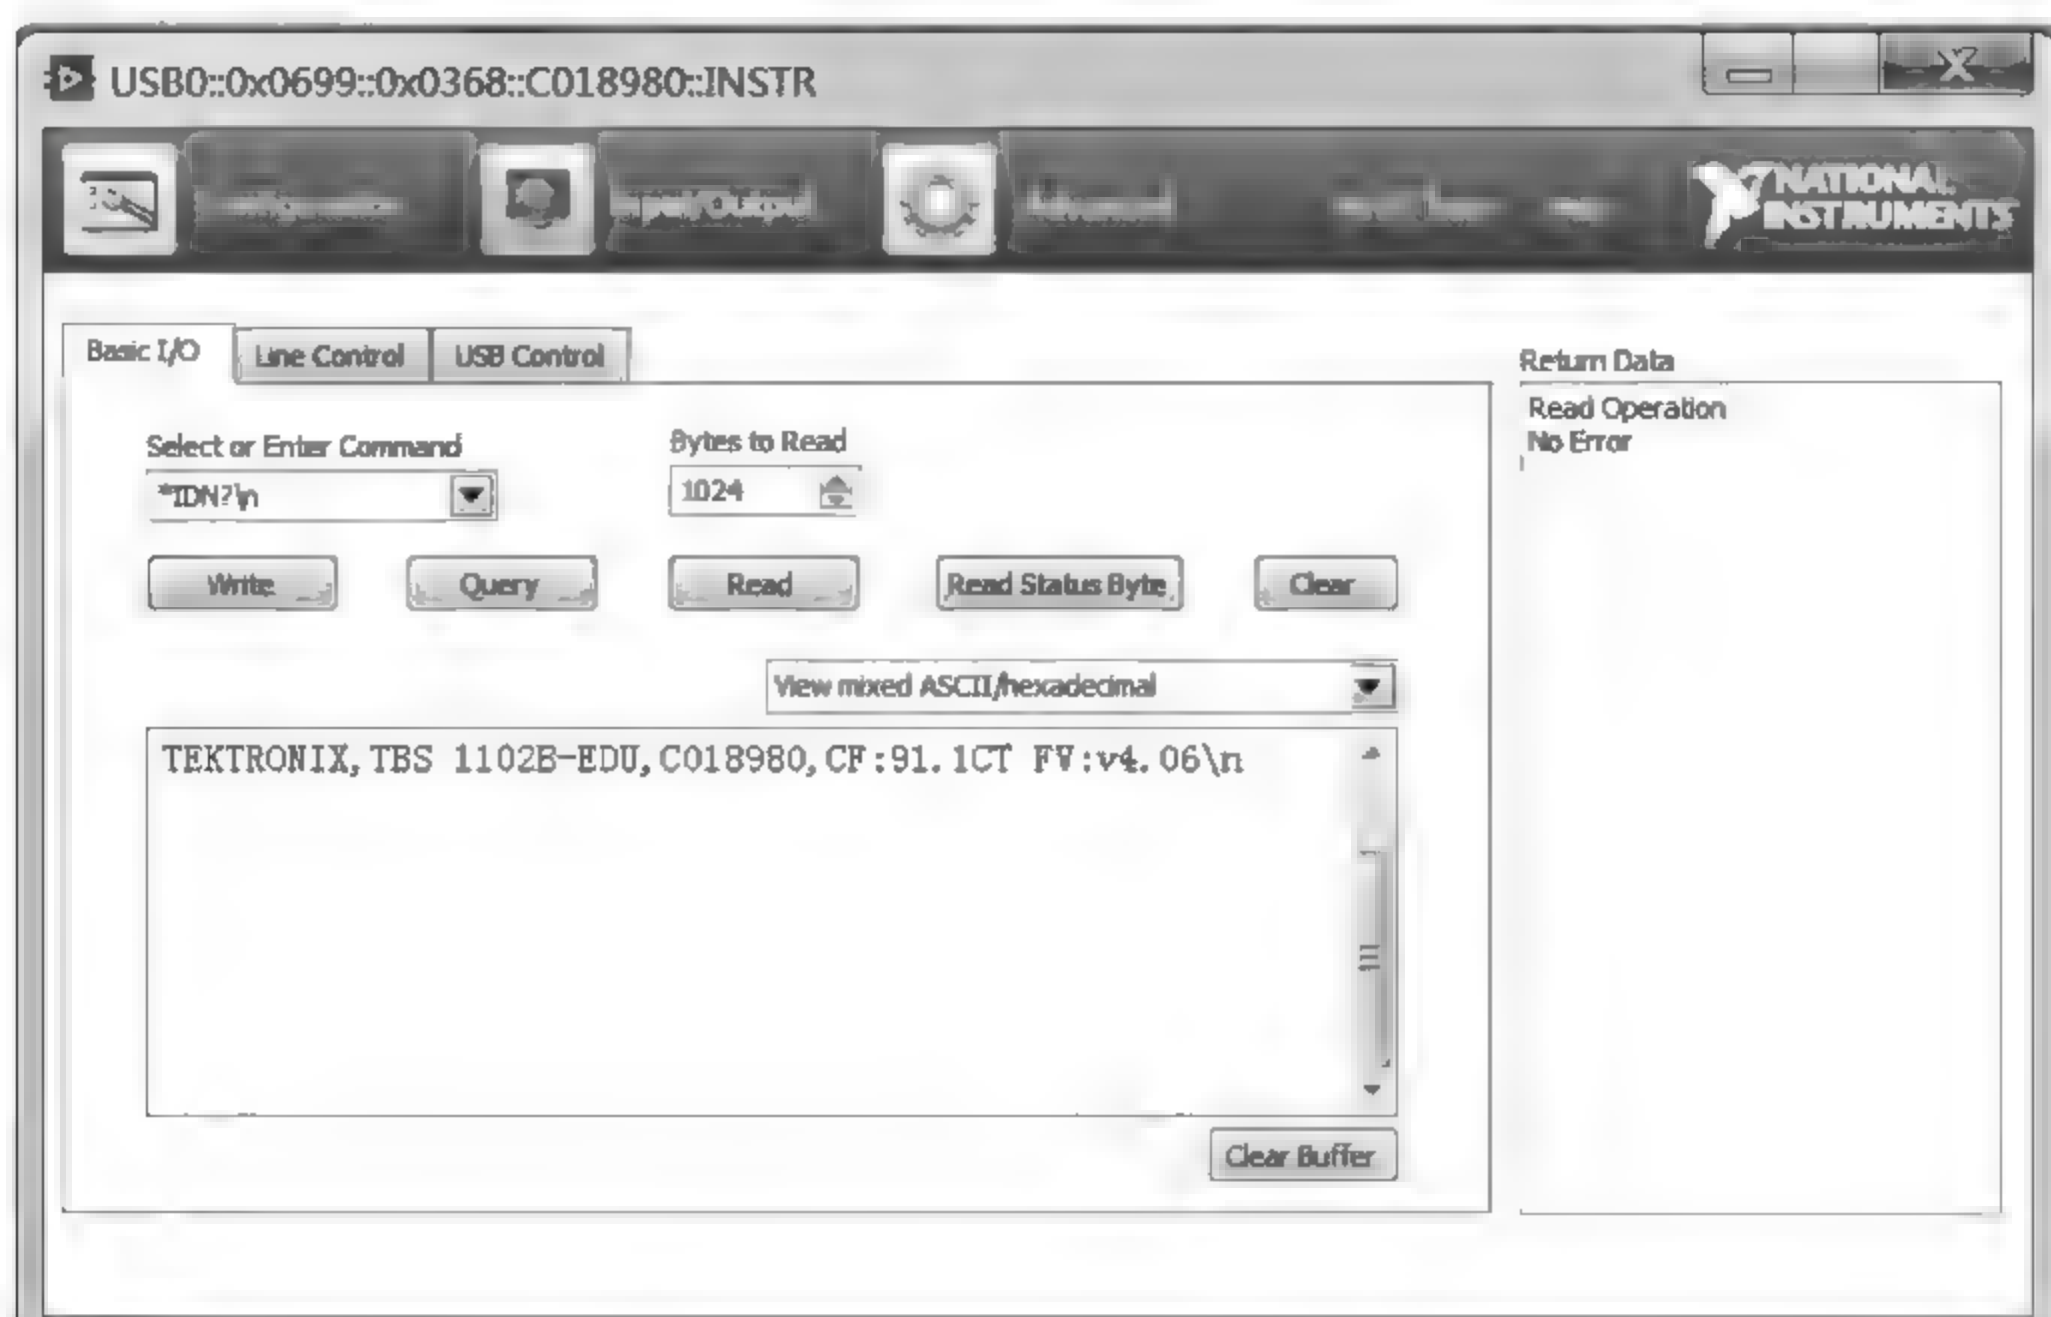 USB0::0x0699::0x0368::C018980::INSTR
NATIONAL
INSTRUMENTS
Basic I/O
Line Control
USB Control
Return Data
Read Operation
No Error
Select or Enter Command
Bytes to Read
*IDN?\n
1024
Write
Query
Read
Read Status Byte
Clear
View mixed ASCII/hexadecimal
TEKTRONIX,TBS 1102B-EDU,C018980,CF:91.1CT FV:v4.06\n
Clear Buffer